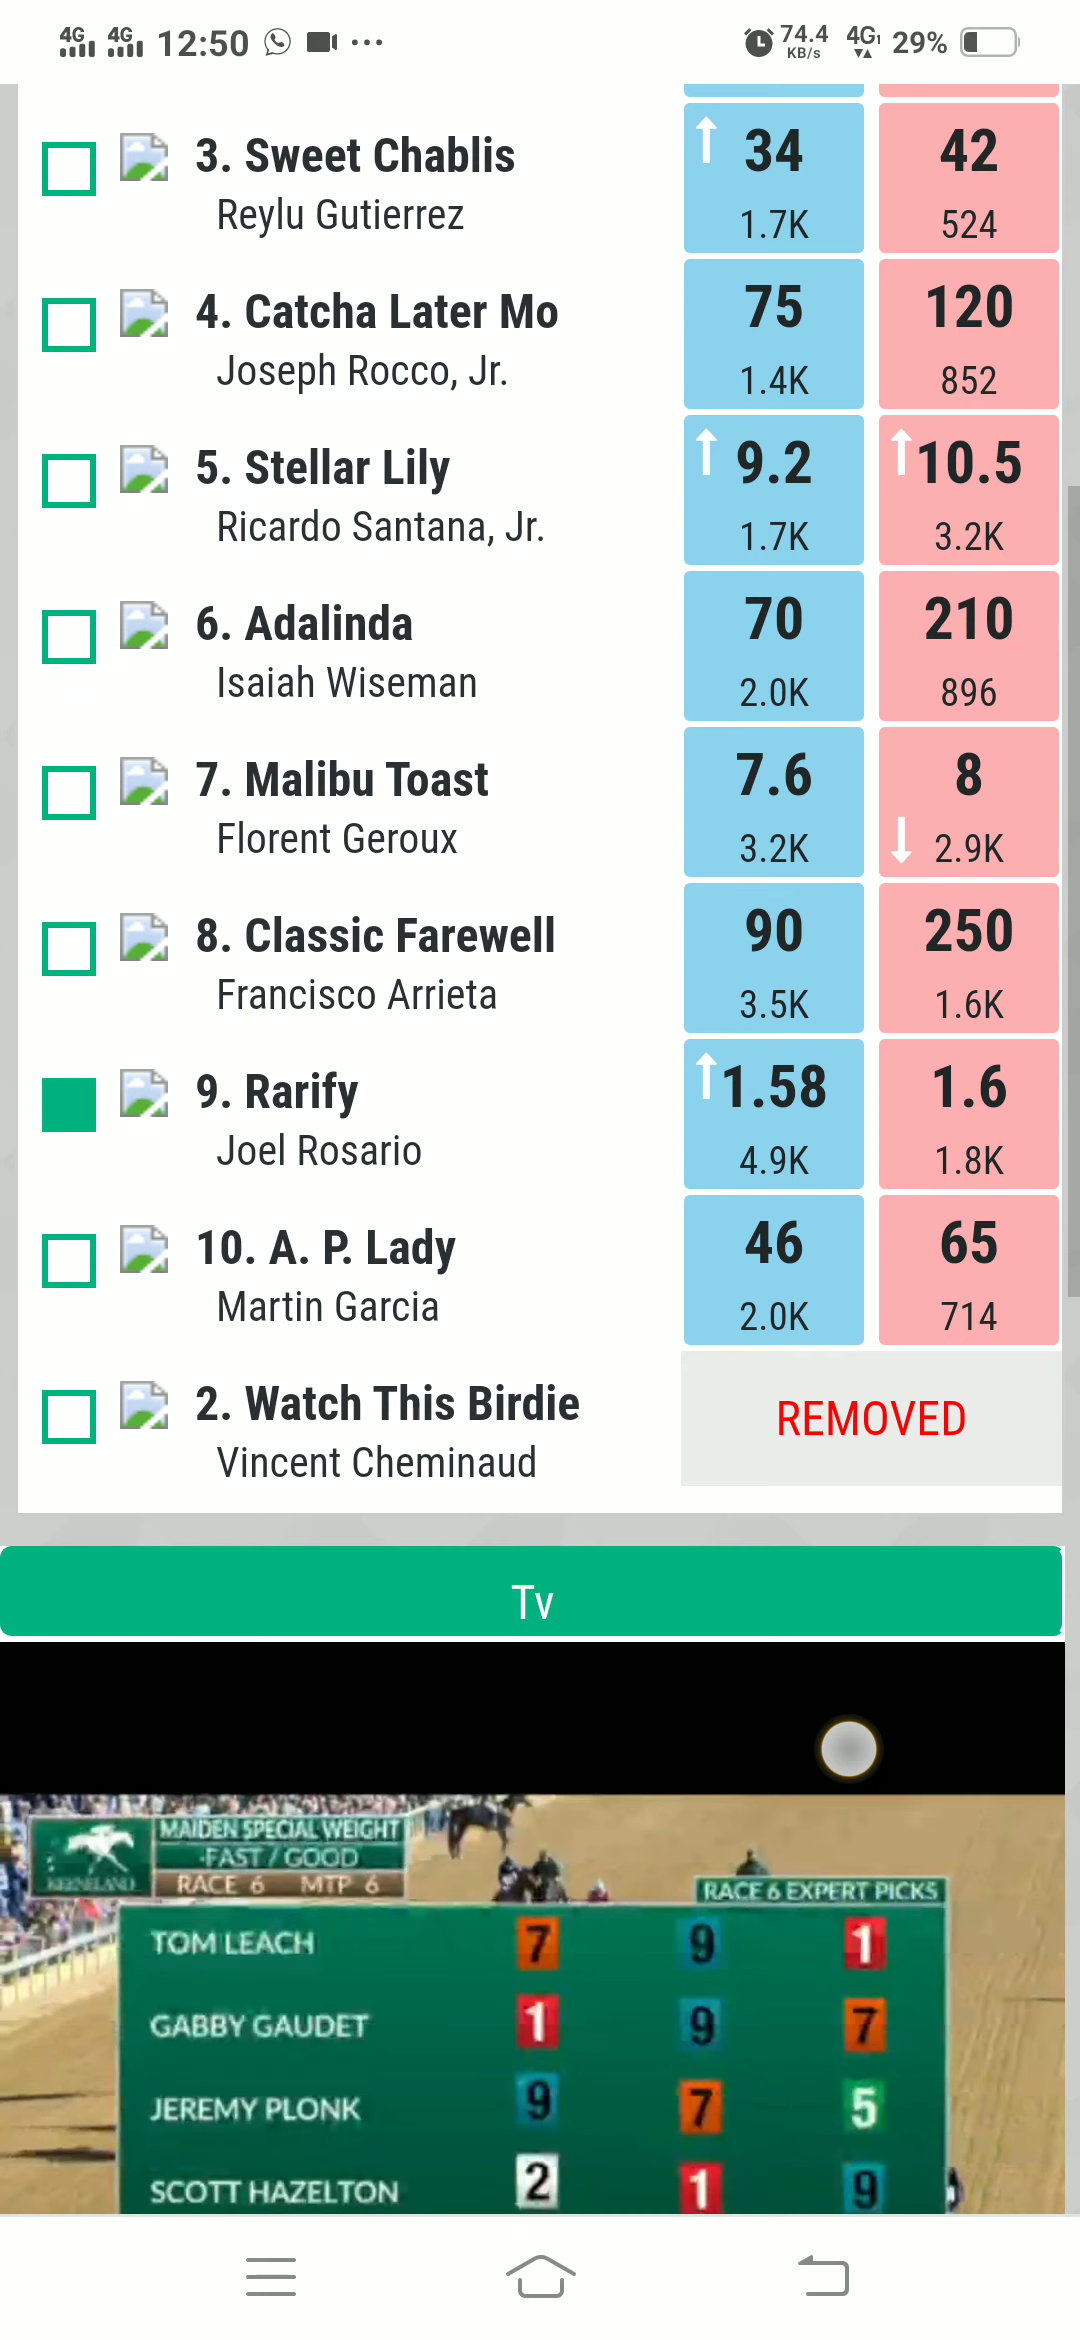 4G 4G 12:50 74.4 KB/s 4G 29%
3. Sweet Chablis 34 42
Reylu Gutierrez 1.7K 524
4. Catcha Later Mo 75 120
Joseph Rocco, Jr. 1.4K 852
5. Stellar Lily 9.2 10.5
Ricardo Santana, Jr. 1.7K 3.2K
6. Adalinda 70 210
Isaiah Wiseman 2.0K 896
7. Malibu Toast 7.6 8
Florent Geroux 3.2K 2.9K
8. Classic Farewell 90 250
Francisco Arrieta 3.5K 1.6K
9. Rarify 1.58 1.6
Joel Rosario 4.9K 1.8K
10. A. P. Lady 46 65
Martin Garcia 2.0K 714
2. Watch This Birdie REMOVED
Vincent Cheminaud
Tv
MAIDEN SPECIAL WEIGHT
FAST / GOOD
KEENELAND RACE 6 MTP 6
RACE 6 EXPERT PICKS
TOM LEACH 7 9 1
GABBY GAUDET 1 9 7
JEREMY PLONK 9 7 5
SCOTT HAZELTON 2 1 9